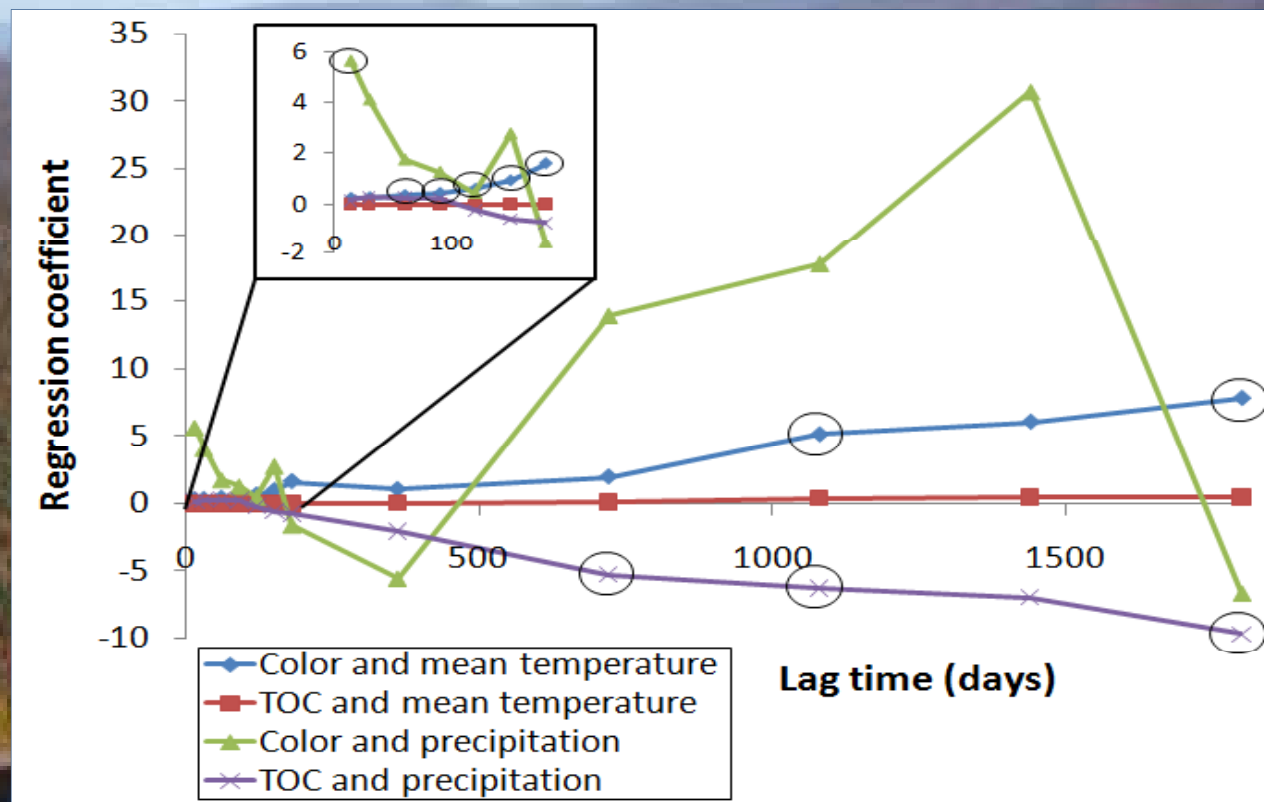 35
30
25
20
15
10
5
0
-5
-10
Regression coefficient
6
4
2
0
-2
0 100
0 500 1000 1500
Lag time (days)
Color and mean temperature
TOC and mean temperature
Color and precipitation
TOC and precipitation